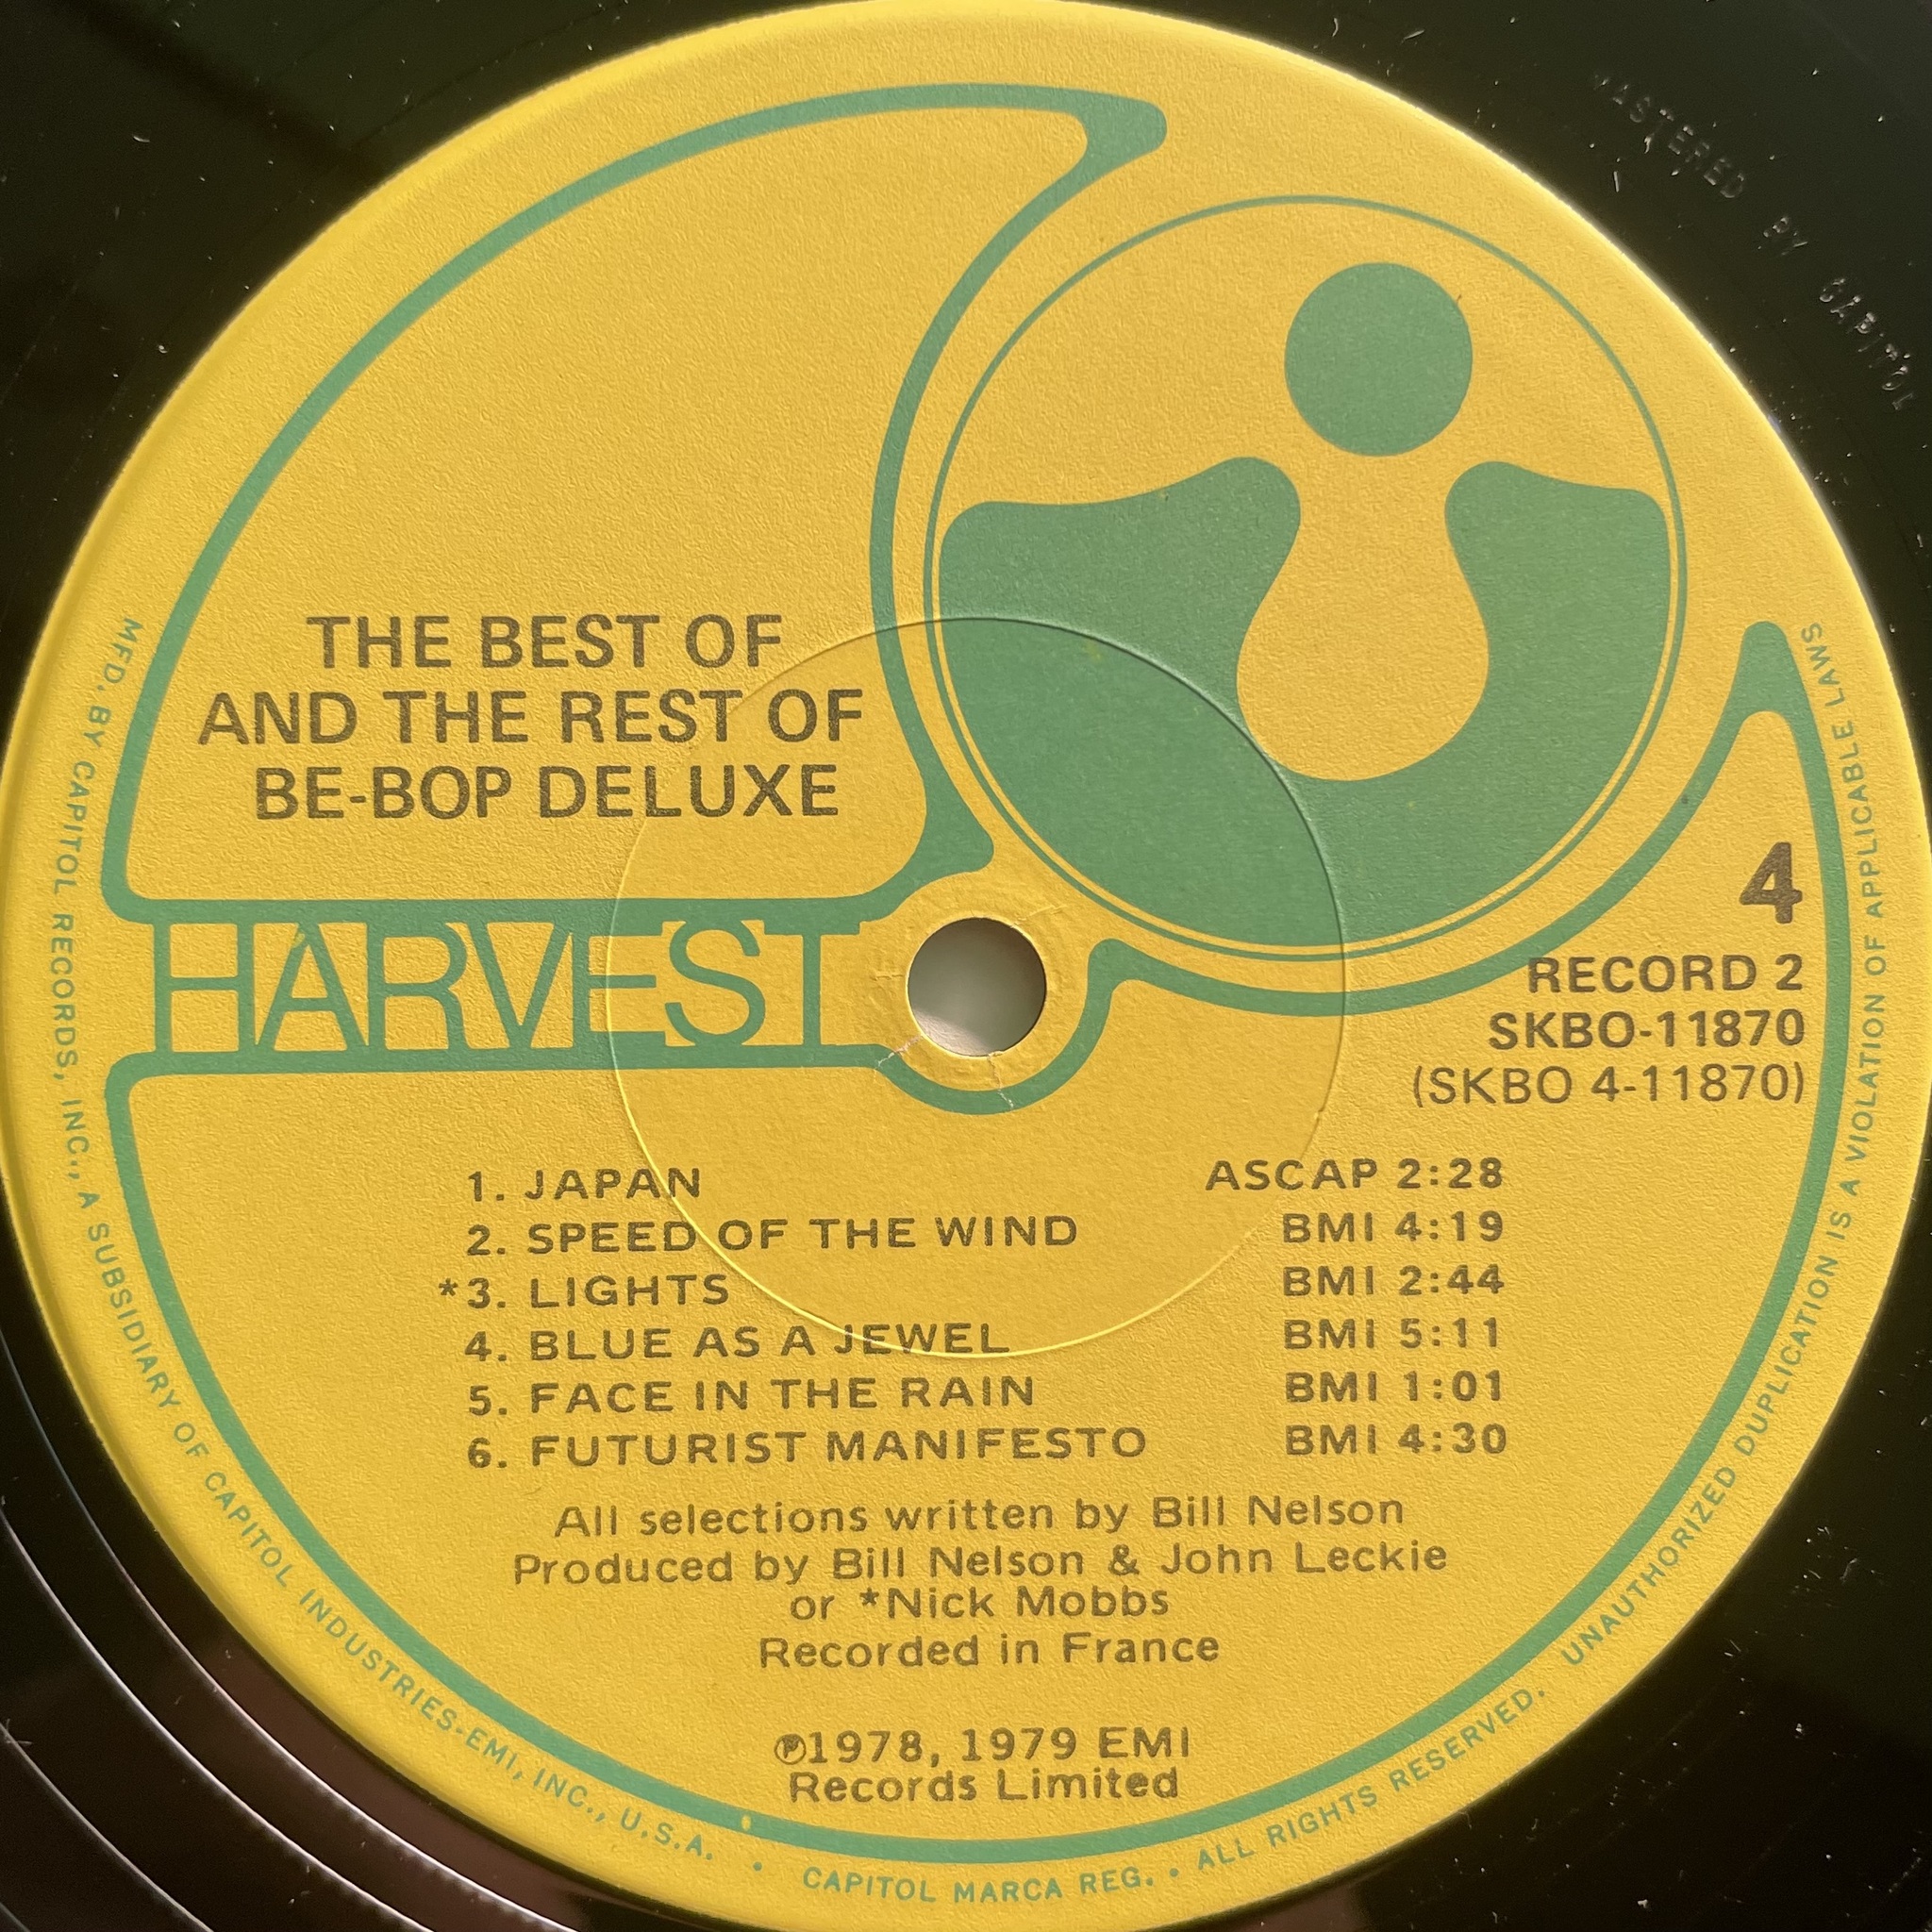 THE BEST OF
AND THE REST OF
BE-BOP DELUXE
HARVEST
4
RECORD 2
SKBO-11870
(SKBO 4-11870)
1. JAPAN ASCAP 2:28
2. SPEED OF THE WIND BMI 4:19
*3. LIGHTS BMI 2:44
4. BLUE AS A JEWEL BMI 5:11
5. FACE IN THE RAIN BMI 1:01
6. FUTURIST MANIFESTO BMI 4:30
All selections written by Bill Nelson
Produced by Bill Nelson & John Leckie
or *Nick Mobbs
Recorded in France
℗1978, 1979 EMI
Records Limited
MFD. BY CAPITOL RECORDS, INC., A SUBSIDIARY OF CAPITOL INDUSTRIES-EMI, INC., U.S.A. • CAPITOL MARCA REG. • ALL RIGHTS RESERVED. UNAUTHORIZED DUPLICATION IS A VIOLATION OF APPLICABLE LAWS
MASTERED BY CAPITOL